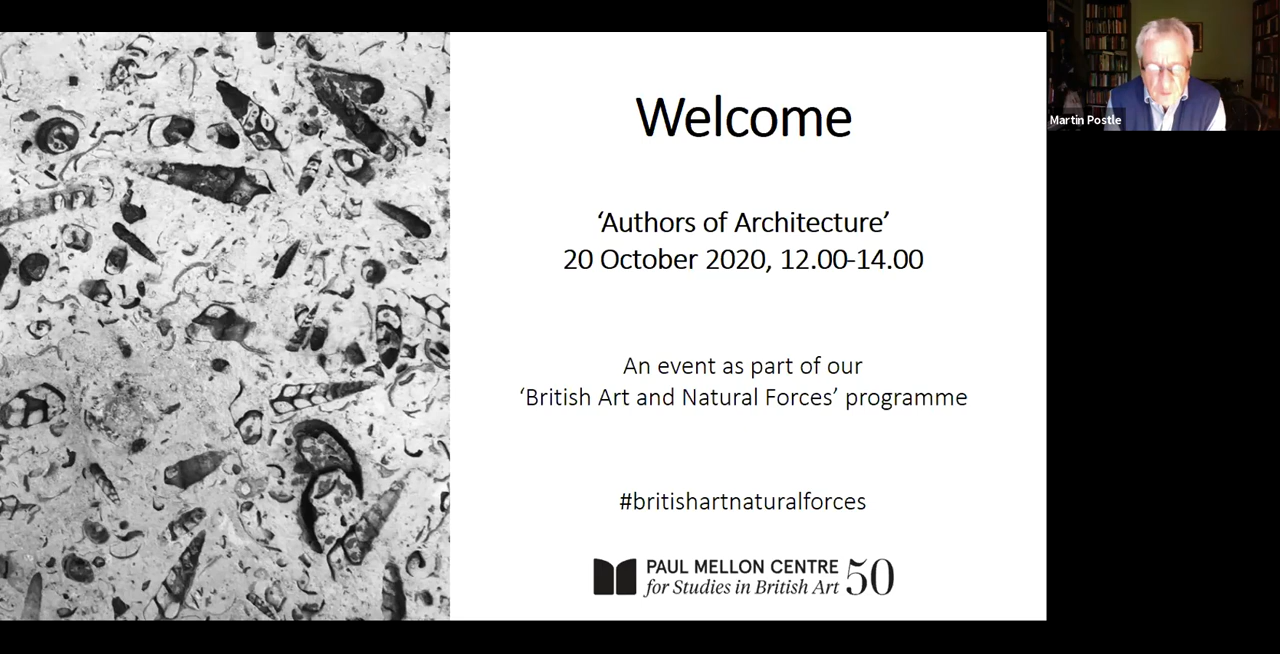 Welcome
‘Authors of Architecture’
20 October 2020, 12.00-14.00
An event as part of our
‘British Art and Natural Forces’ programme
#britishartnaturalforces
PAUL MELLON CENTRE
for Studies in British Art
50
Martin Postle